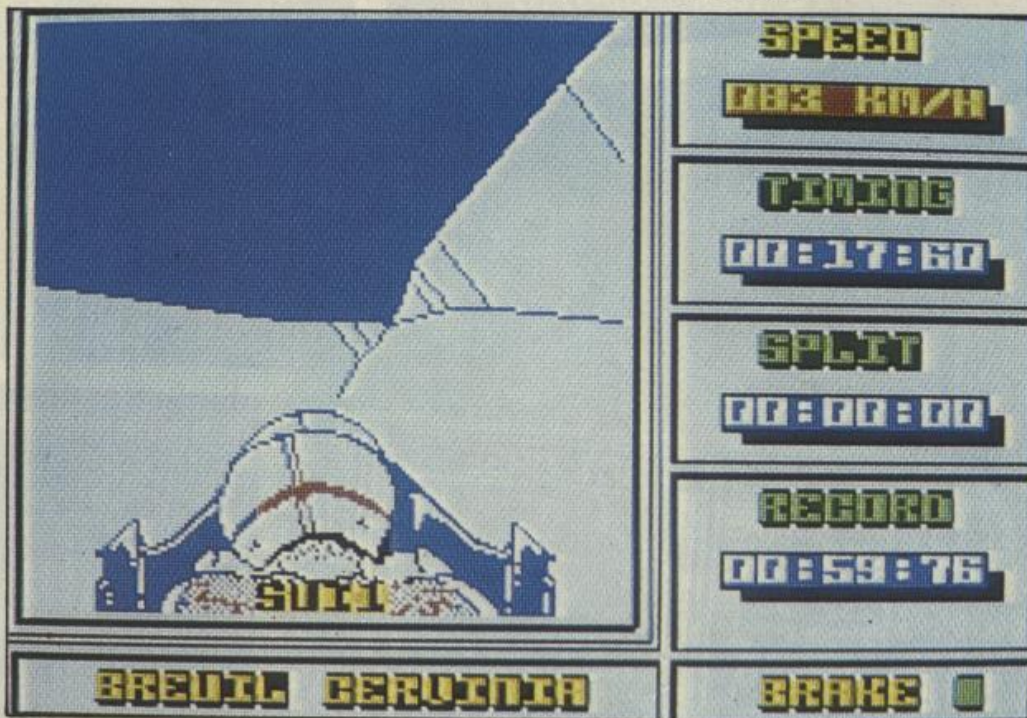 SPEED
083 KM/H
TIMING
00:17:60
SPLIT
00:00:00
RECORD
00:59:76
SUI1
BREUIL CERVINIA
BRAKE